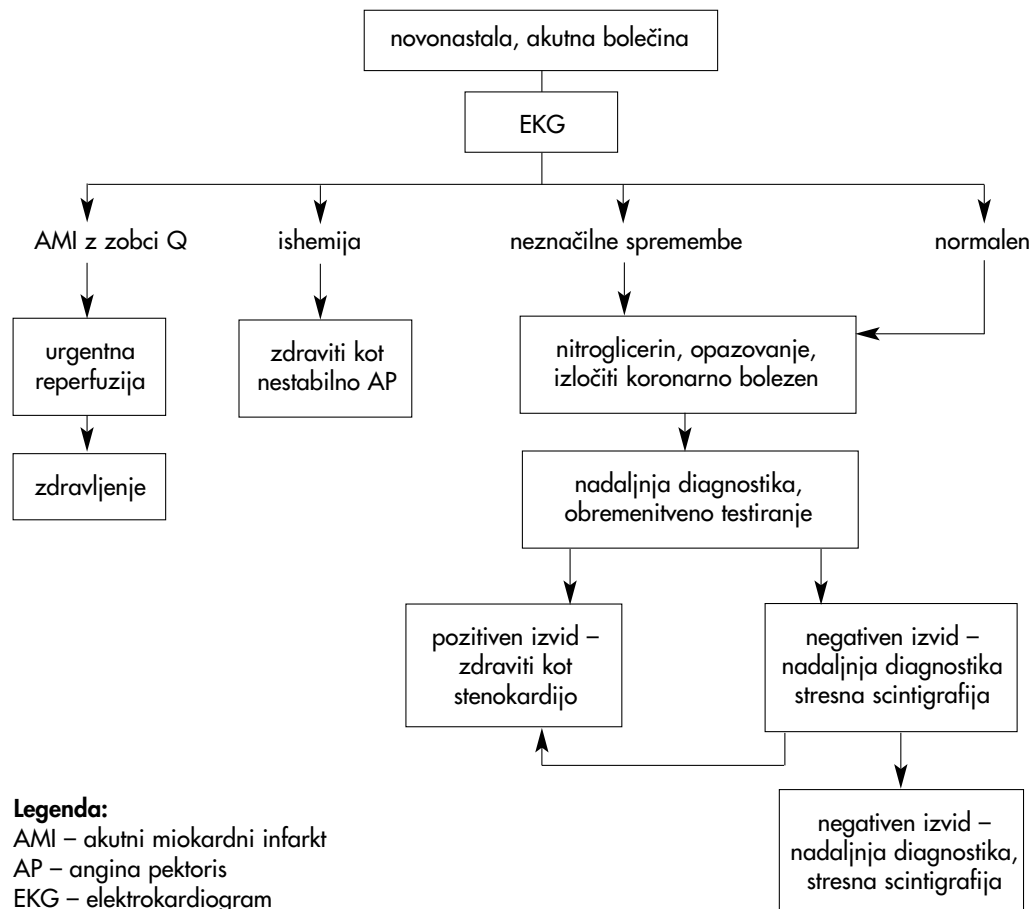 novonastala, akutna bolečina
EKG
AMI z zobci Q
ishemija
neznačilne spremembe
normalen
urgentna
reperfuzija
zdraviti kot
nestabilno AP
nitroglicerin, opazovanje,
izločiti koronarno bolezen
zdravljenje
nadaljnja diagnostika,
obremenitveno testiranje
pozitiven izvid –
zdraviti kot
stenokardijo
negativen izvid –
nadaljnja diagnostika
stresna scintigrafija
negativen izvid –
nadaljnja diagnostika,
stresna scintigrafija
Legenda:
AMI – akutni miokardni infarkt
AP – angina pektoris
EKG – elektrokardiogram